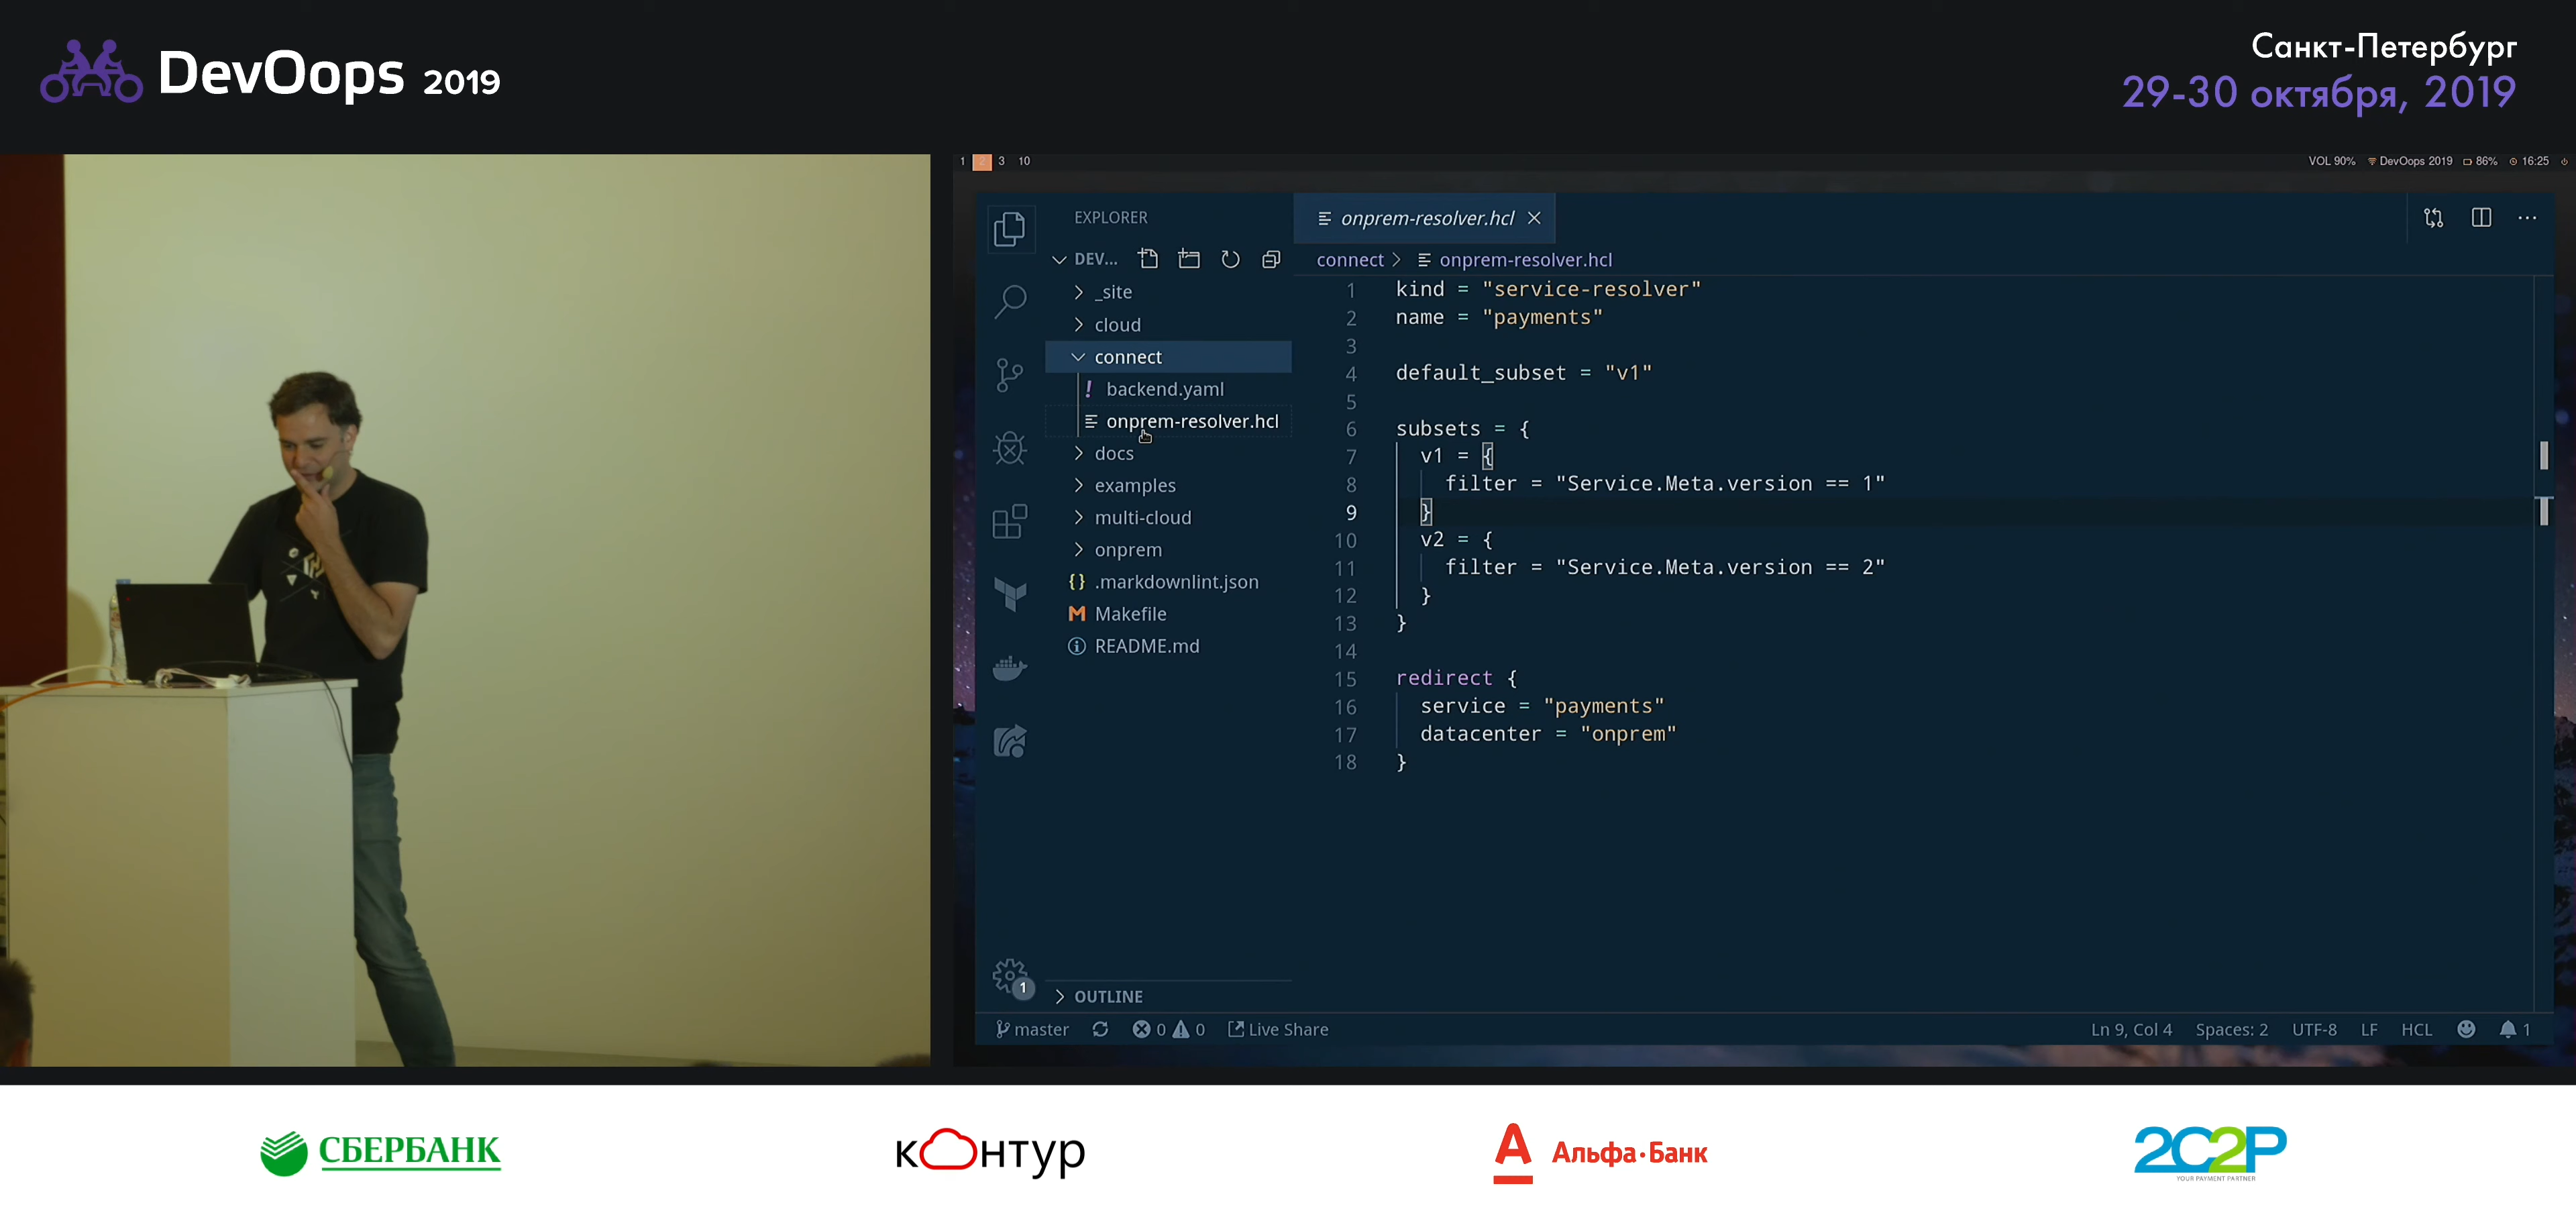 DevOops 2019
Санкт-Петербург
29-30 октября, 2019
1 2 3 10
VOL 90% DevOops 2019 86% 16:25
EXPLORER
DEV...
_site
cloud
connect
backend.yaml
onprem-resolver.hcl
docs
examples
multi-cloud
onprem
.markdownlint.json
Makefile
README.md
OUTLINE
1
onprem-resolver.hcl
connect > onprem-resolver.hcl
1 kind = "service-resolver"
2 name = "payments"
3
4 default_subset = "v1"
5
6 subsets = {
7 v1 = {
8 filter = "Service.Meta.version == 1"
9 }
10 v2 = {
11 filter = "Service.Meta.version == 2"
12 }
13 }
14
15 redirect {
16 service = "payments"
17 datacenter = "onprem"
18 }
master 0 0 Live Share Ln 9, Col 4 Spaces: 2 UTF-8 LF HCL 1
СБЕРБАНК
контур
А Альфа·Банк
2C2P
YOUR PAYMENT PARTNER